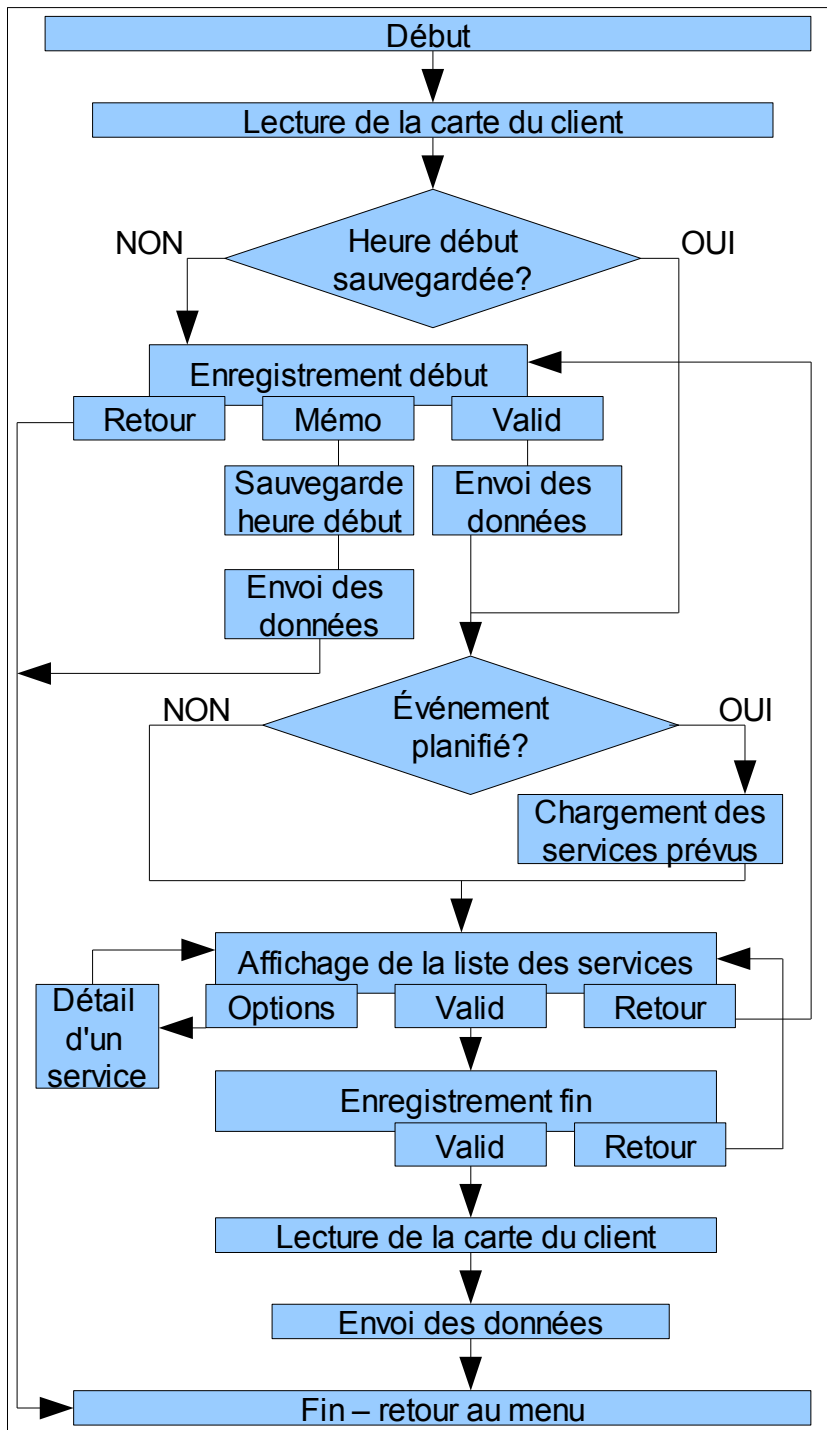 Début
Lecture de la carte du client
NON
Heure début
sauvegardée?
OUI
Enregistrement début
Retour
Mémo
Valid
Sauvegarde
heure début
Envoi des
données
Envoi des
données
NON
Événement
planifié?
OUI
Chargement des
services prévus
Affichage de la liste des services
Options
Valid
Retour
Détail
d'un
service
Enregistrement fin
Valid
Retour
Lecture de la carte du client
Envoi des données
Fin – retour au menu